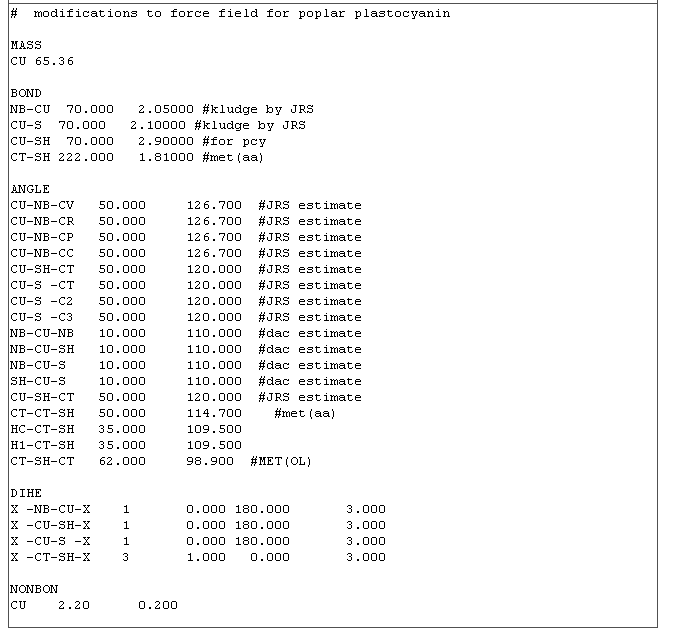 #  modifications to force field for poplar plastocyanin

MASS
CU 65.36

BOND
NB-CU  70.000   2.05000 #kludge by JRS
CU-S  70.000   2.10000 #kludge by JRS
CU-SH  70.000   2.90000 #for pcy
CT-SH 222.000   1.81000 #met(aa)

ANGLE
CU-NB-CV   50.000     126.700  #JRS estimate
CU-NB-CR   50.000     126.700  #JRS estimate
CU-NB-CP   50.000     126.700  #JRS estimate
CU-NB-CC   50.000     126.700  #JRS estimate
CU-SH-CT   50.000     120.000  #JRS estimate
CU-S -CT   50.000     120.000  #JRS estimate
CU-S -C2   50.000     120.000  #JRS estimate
CU-S -C3   50.000     120.000  #JRS estimate
NB-CU-NB   10.000     110.000  #dac estimate
NB-CU-SH   10.000     110.000  #dac estimate
NB-CU-S    10.000     110.000  #dac estimate
SH-CU-S    10.000     110.000  #dac estimate
CU-SH-CT   50.000     120.000  #JRS estimate
CT-CT-SH   50.000     114.700    #met(aa)
HC-CT-SH   35.000     109.500
H1-CT-SH   35.000     109.500
CT-SH-CT   62.000     98.900  #MET(OL)

DIHE
X -NB-CU-X    1       0.000 180.000       3.000
X -CU-SH-X    1       0.000 180.000       3.000
X -CU-S -X    1       0.000 180.000       3.000
X -CT-SH-X    3       1.000   0.000       3.000

NONBON
CU    2.20      0.200